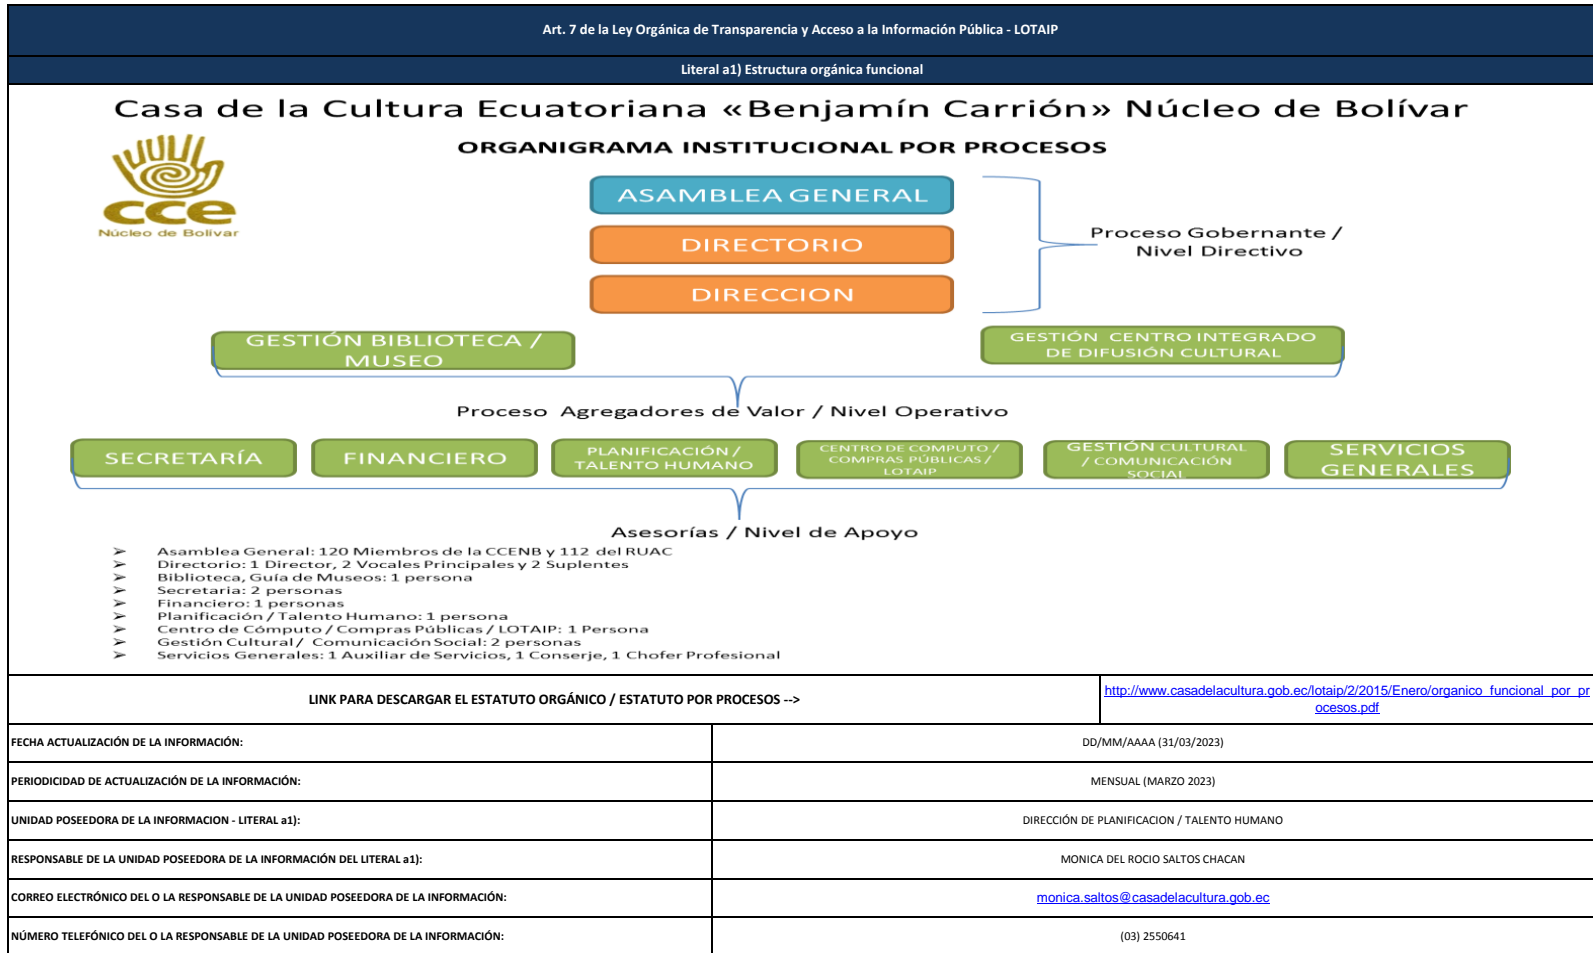 Art. 7 de la Ley Orgánica de Transparencia y Acceso a la Información Pública - LOTAIP
Literal a1) Estructura orgánica funcional
Casa de la Cultura Ecuatoriana «Benjamín Carrión» Núcleo de Bolívar
ORGANIGRAMA INSTITUCIONAL POR PROCESOS
cce
Núcleo de Bolívar
ASAMBLEA GENERAL
DIRECTORIO
DIRECCION
Proceso Gobernante /
Nivel Directivo
GESTIÓN BIBLIOTECA /
MUSEO
GESTIÓN CENTRO INTEGRADO
DE DIFUSIÓN CULTURAL
Proceso Agregadores de Valor / Nivel Operativo
SECRETARÍA
FINANCIERO
PLANIFICACIÓN /
TALENTO HUMANO
CENTRO DE COMPUTO /
COMPRAS PÚBLICAS /
LOTAIP
GESTIÓN CULTURAL
/ COMUNICACIÓN
SOCIAL
SERVICIOS
GENERALES
Asesorías / Nivel de Apoyo
➢ Asamblea General: 120 Miembros de la CCENB y 112 del RUAC
➢ Directorio: 1 Director, 2 Vocales Principales y 2 Suplentes
➢ Biblioteca, Guía de Museos: 1 persona
➢ Secretaria: 2 personas
➢ Financiero: 1 personas
➢ Planificación / Talento Humano: 1 persona
➢ Centro de Cómputo / Compras Públicas / LOTAIP: 1 Persona
➢ Gestión Cultural / Comunicación Social: 2 personas
➢ Servicios Generales: 1 Auxiliar de Servicios, 1 Conserje, 1 Chofer Profesional
LINK PARA DESCARGAR EL ESTATUTO ORGÁNICO / ESTATUTO POR PROCESOS -->
http://www.casadelacultura.gob.ec/lotaip/2/2015/Enero/organico_funcional_por_pr
ocesos.pdf
FECHA ACTUALIZACIÓN DE LA INFORMACIÓN:
DD/MM/AAAA (31/03/2023)
PERIODICIDAD DE ACTUALIZACIÓN DE LA INFORMACIÓN:
MENSUAL (MARZO 2023)
UNIDAD POSEEDORA DE LA INFORMACION - LITERAL a1):
DIRECCIÓN DE PLANIFICACION / TALENTO HUMANO
RESPONSABLE DE LA UNIDAD POSEEDORA DE LA INFORMACIÓN DEL LITERAL a1):
MONICA DEL ROCIO SALTOS CHACAN
CORREO ELECTRÓNICO DEL O LA RESPONSABLE DE LA UNIDAD POSEEDORA DE LA INFORMACIÓN:
monica.saltos@casadelacultura.gob.ec
NÚMERO TELEFÓNICO DEL O LA RESPONSABLE DE LA UNIDAD POSEEDORA DE LA INFORMACIÓN:
(03) 2550641